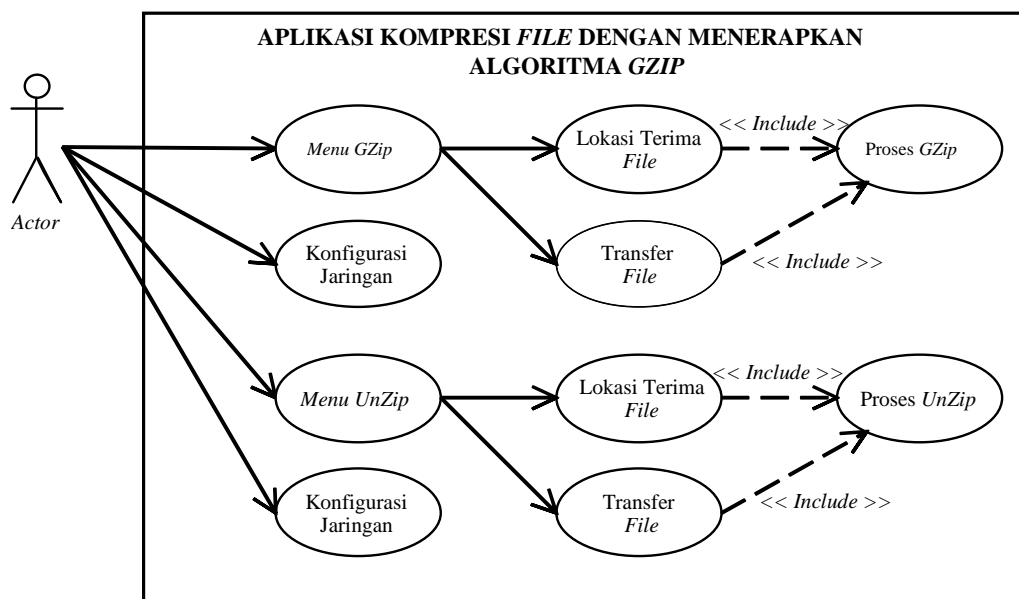 APLIKASI KOMPRESI FILE DENGAN MENERAPKAN
ALGORITMA GZIP
Actor
Menu GZip
Lokasi Terima
File
<< Include >>
Proses GZip
Konfigurasi
Jaringan
Transfer
File
<< Include >>
Menu UnZip
Lokasi Terima
File
<< Include >>
Proses UnZip
Konfigurasi
Jaringan
Transfer
File
<< Include >>